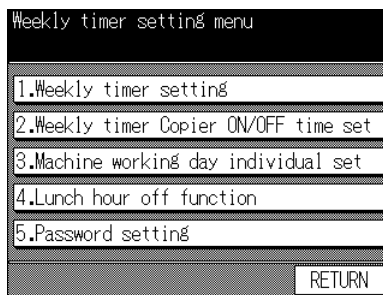 Weekly timer setting menu
1.Weekly timer setting
2.Weekly timer Copier ON/OFF time set
3.Machine working day individual set
4.Lunch hour off function
5.Password setting
RETURN